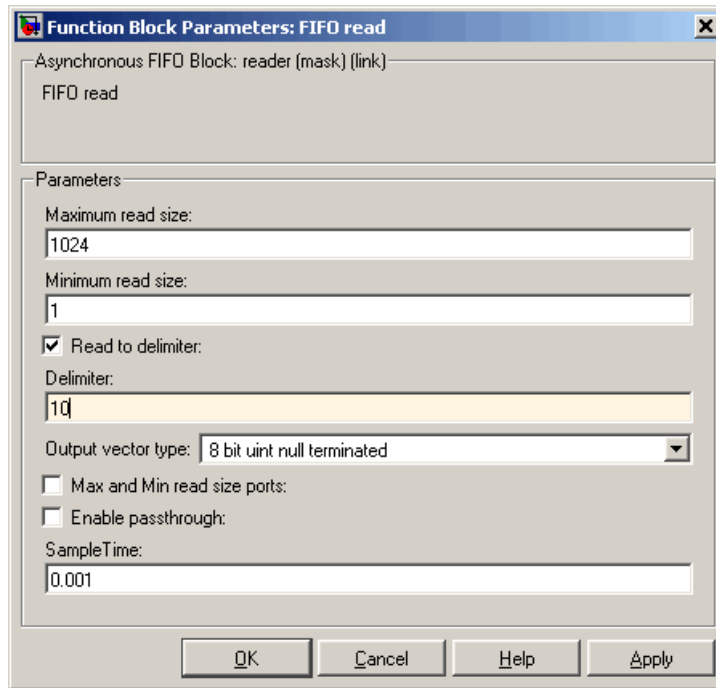 Function Block Parameters: FIFO read
Asynchronous FIFO Block: reader (mask) (link)
FIFO read
Parameters
Maximum read size:
1024
Minimum read size:
1
Read to delimiter:
Delimiter:
10
Output vector type: 8 bit uint null terminated
Max and Min read size ports:
Enable passthrough:
SampleTime:
0.001
OK Cancel Help Apply